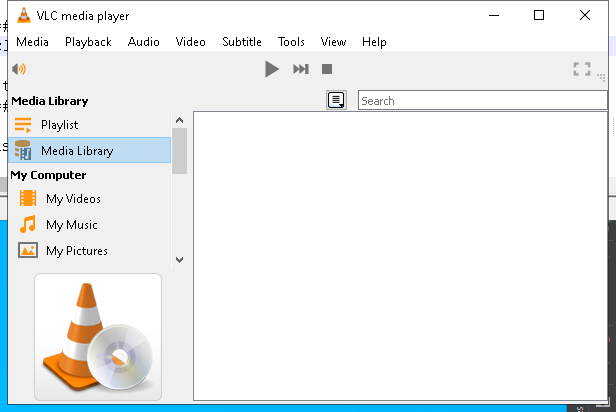 VLC media player
Media Playback Audio Video Subtitle Tools View Help
Media Library
Search
Playlist
Media Library
My Computer
My Videos
My Music
My Pictures